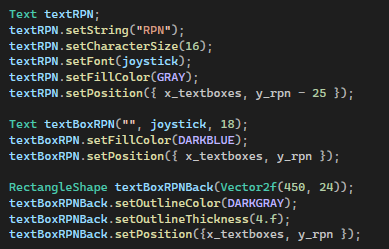 Text textRPN;
textRPN.setString("RPN");
textRPN.setCharacterSize(16);
textRPN.setFont(joystick);
textRPN.setFillColor(GRAY);
textRPN.setPosition({ x_textboxes, y_rpn - 25 });
Text textBoxRPN("", joystick, 18);
textBoxRPN.setFillColor(DARKBLUE);
textBoxRPN.setPosition({ x_textboxes, y_rpn });
RectangleShape textBoxRPNBack(Vector2f(450, 24));
textBoxRPNBack.setOutlineColor(DARKGRAY);
textBoxRPNBack.setOutlineThickness(4.f);
textBoxRPNBack.setPosition({x_textboxes, y_rpn });